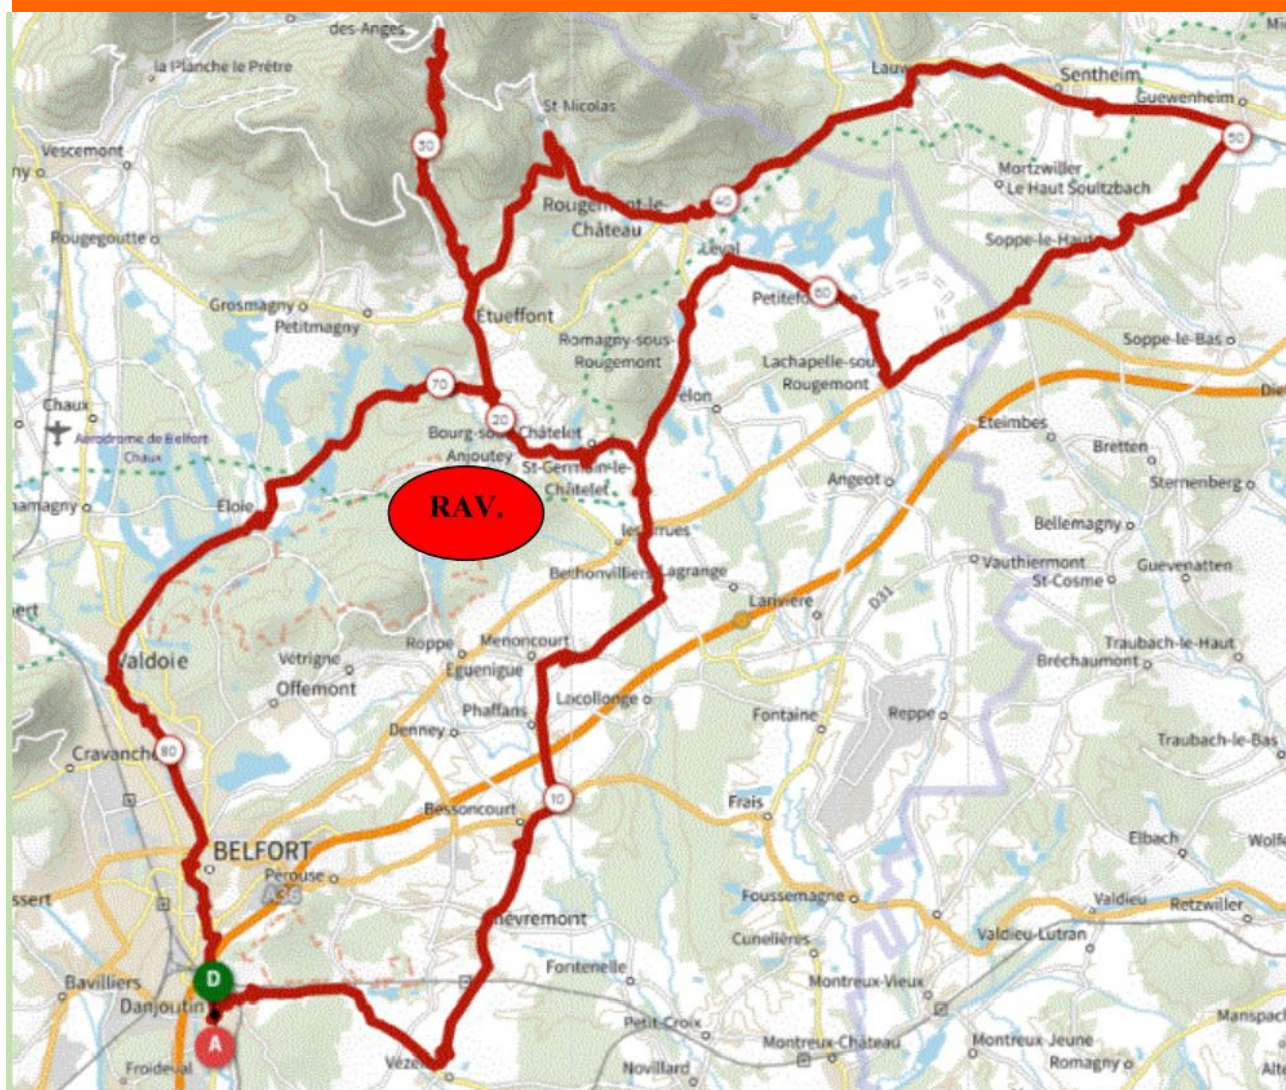 des-Anges
la Planche le Prêtre
Lauw
Sentheim
Guewenheim
St-Nicolas
Vescemont
30
50
Mortzwiller
Le Haut Soultzbach
40
Rougemont-le-
Château
Rougegoutte
Soppe-le-Haut
Leval
Grosmagny
Petitmagny
Étueffont
60
Romagny-sous-
Rougemont
Lachapelle-sous
Rougemont
Soppe-le-Bas
70
20
Chaux
Aérodrome de Belfort-
Chaux
Bourg-sous-Châtelet
Anjoutey
St-Germain-le-
Châtelet
Eteimbes
Bretten
Sternenberg
Angeot
RAV.
Eloie
Bellemagny
Bethonvilliers
Lagrange
Vauthiermont
St-Cosme
Guevenatten
Larivière
D31
Valdoie
Vétrigne
Offemont
Roppe
Menoncourt
Eguenigue
Traubach-le-Haut
Bréchaumont
Lacollonge
Phaffans
Denney
Fontaine
Reppe
Traubach-le-Bas
Cravanche
80
10
Bessoncourt
Frais
Elbach
BELFORT
Pérouse
A36
Foussemagne
Valdieu
Retzwiller
Chèvremont
Cunelières
Valdieu-Lutran
Fontenelle
Montreux-Vieux
Bavilliers
D
Danjoutin
A
Petit-Croix
Montreux-Château
Montreux-Jeune
Romagny
Froideval
Novillard